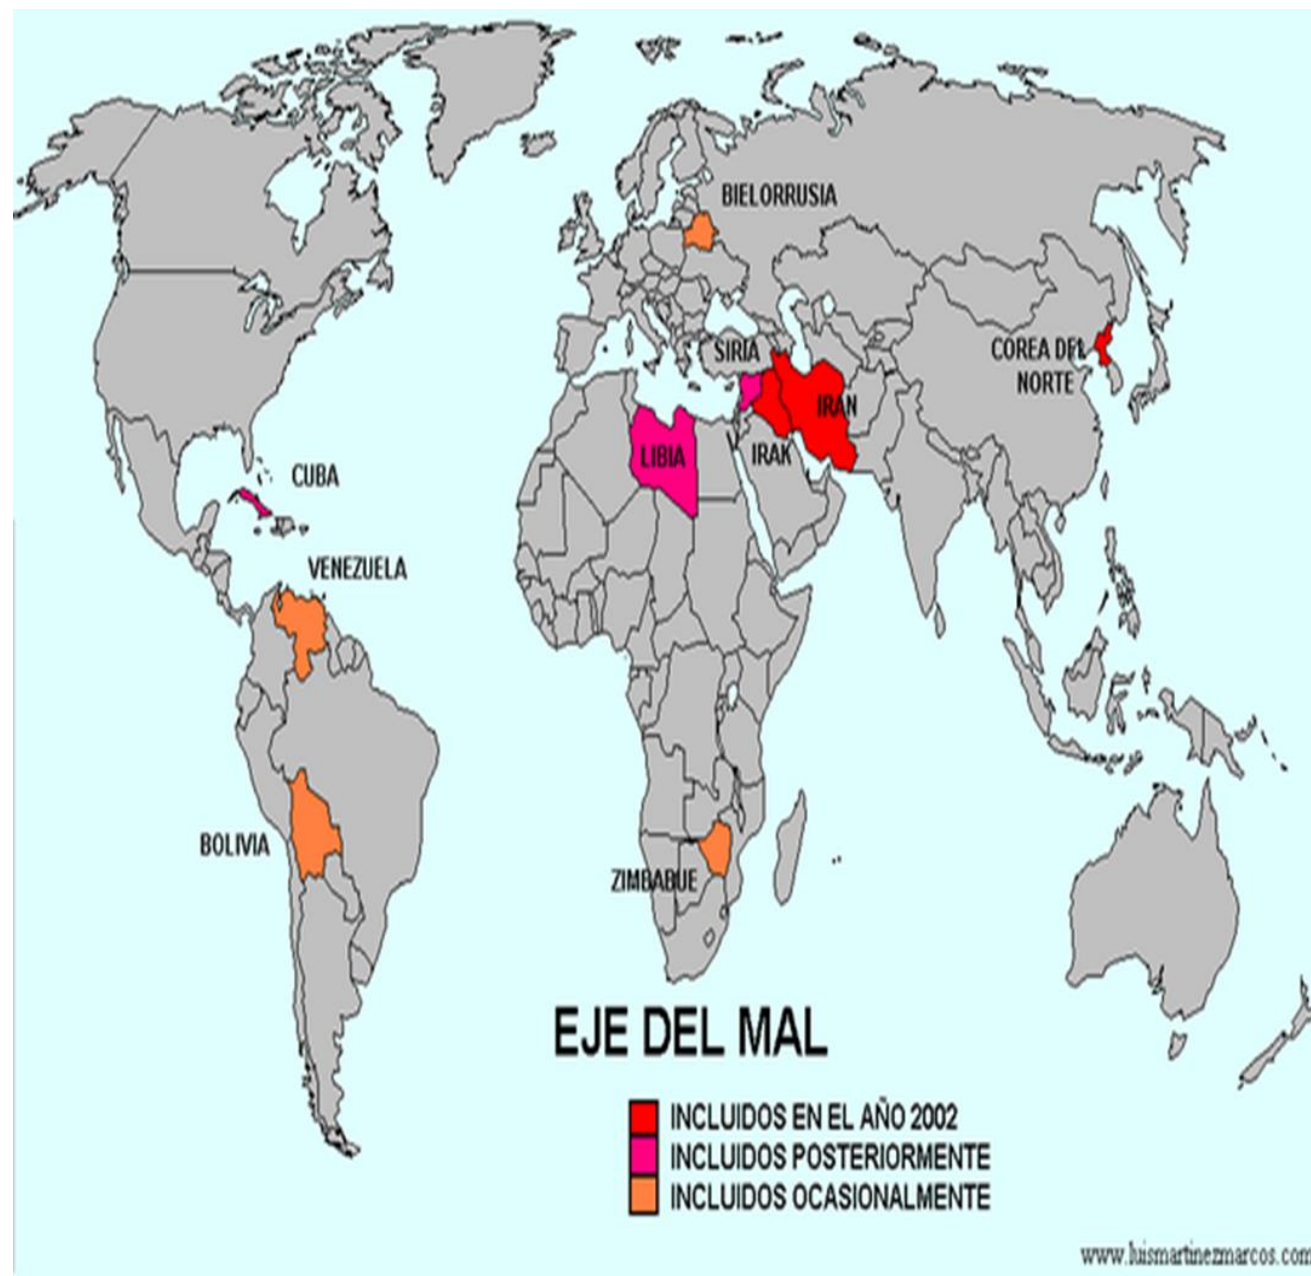 BIELORRUSIA
SIRIA
COREA DEL
NORTE
IRAN
LIBIA
IRAK
CUBA
VENEZUELA
BOLIVIA
ZIMBABUE
EJE DEL MAL
INCLUIDOS EN EL AÑO 2002
INCLUIDOS POSTERIORMENTE
INCLUIDOS OCASIONALMENTE
www.luismartinezmarcos.com